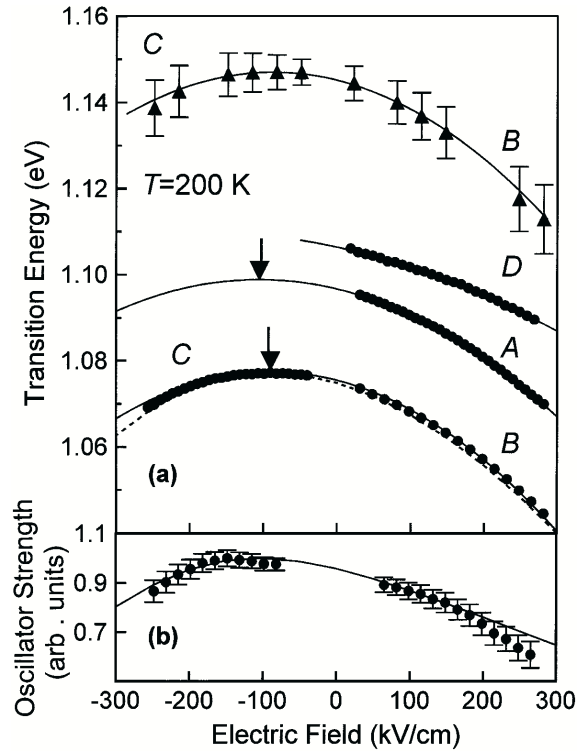 1.16
C
1.14
B
1.12
T=200 K
D
1.10
A
C
1.08
B
1.06
(a)
Transition Energy (eV)
1.1
0.9
0.7
(b)
Oscillator Strength
(arb . units)
-300 -200 -100 0 100 200 300
Electric Field (kV/cm)